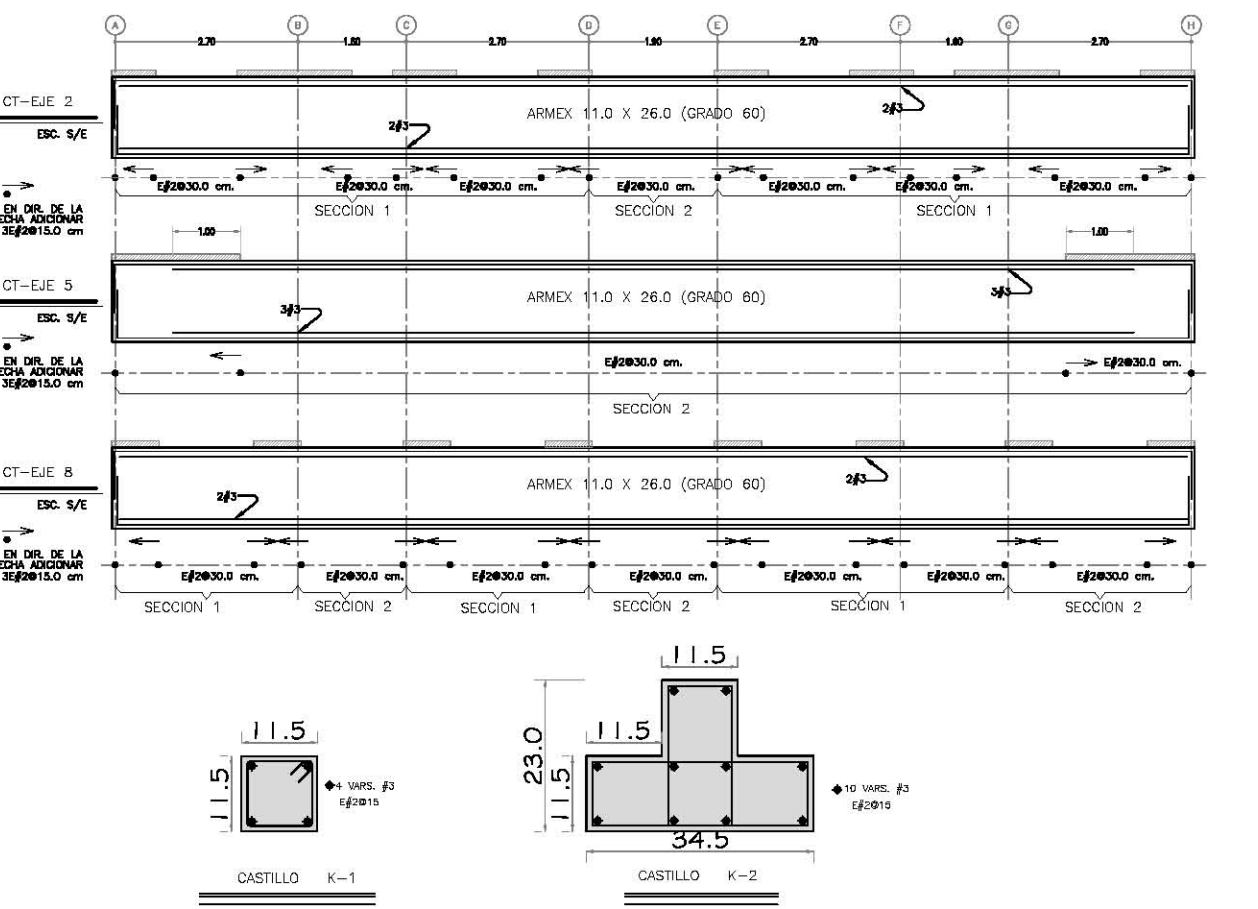 A B C D E F G H
2.70 1.60 2.70 1.90 2.70 1.60 2.70
CT-EJE 2
ARMEX 11.0 X 26.0 (GRADO 60)
2#3
2#3
ESC. S/E
E#2@30.0 cm. E#2@30.0 cm. E#2@30.0 cm. E#2@30.0 cm. E#2@30.0 cm. E#2@30.0 cm. E#2@30.0 cm.
SECCION 1 SECCION 2 SECCION 1
EN DIR. DE LA
ECHA ADICIONAR
3E#2@15.0 cm
1.00 1.00
CT-EJE 5
ARMEX 11.0 X 26.0 (GRADO 60)
3#3
3#3
ESC. S/E
EN DIR. DE LA
ECHA ADICIONAR
3E#2@15.0 cm
E#2@30.0 cm. E#2@30.0 cm.
SECCION 2
CT-EJE 8
ARMEX 11.0 X 26.0 (GRADO 60)
2#3
2#3
ESC. S/E
EN DIR. DE LA
ECHA ADICIONAR
3E#2@15.0 cm
E#2@30.0 cm. E#2@30.0 cm. E#2@30.0 cm. E#2@30.0 cm. E#2@30.0 cm. E#2@30.0 cm. E#2@30.0 cm.
SECCION 1 SECCION 2 SECCION 1 SECCION 2 SECCION 1 SECCION 2
11.5
11.5
4 VARS. #3
E#2@15
CASTILLO K-1
11.5
11.5
23.0
11.5
34.5
10 VARS. #3
E#2@15
CASTILLO K-2